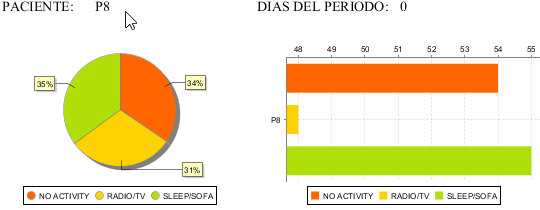 PACIENTE: P8 DIAS DEL PERIODO: 0
48 49 50 51 52 53 54 55
35% 34%
P8
31%
NO ACTIVITY RADIO/TV SLEEP/SOFA NO ACTIVITY RADIO/TV SLEEP/SOFA